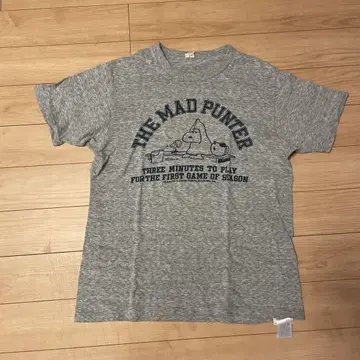 THE MAD PUNTER
THREE MINUTES TO PLAY
FOR THE FIRST GAME OF SEASON